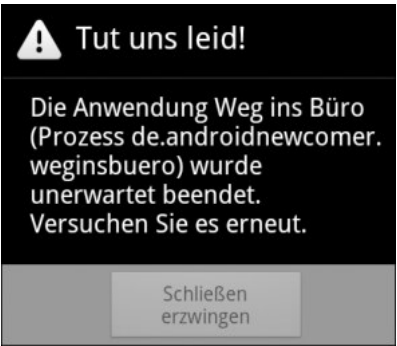 Tut uns leid!
Die Anwendung Weg ins Büro
(Prozess de.androidnewcomer.
weginsbuero) wurde
unerwartet beendet.
Versuchen Sie es erneut.
Schließen
erzwingen